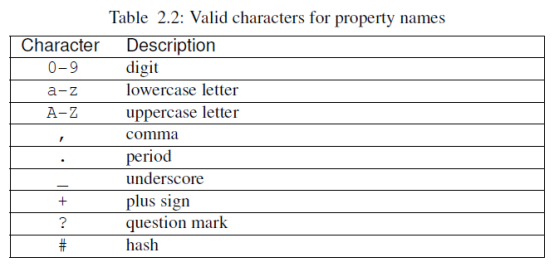 Table 2.2: Valid characters for property names
Character Description
0-9 digit
a-z lowercase letter
A-Z uppercase letter
, comma
. period
_ underscore
+ plus sign
? question mark
# hash